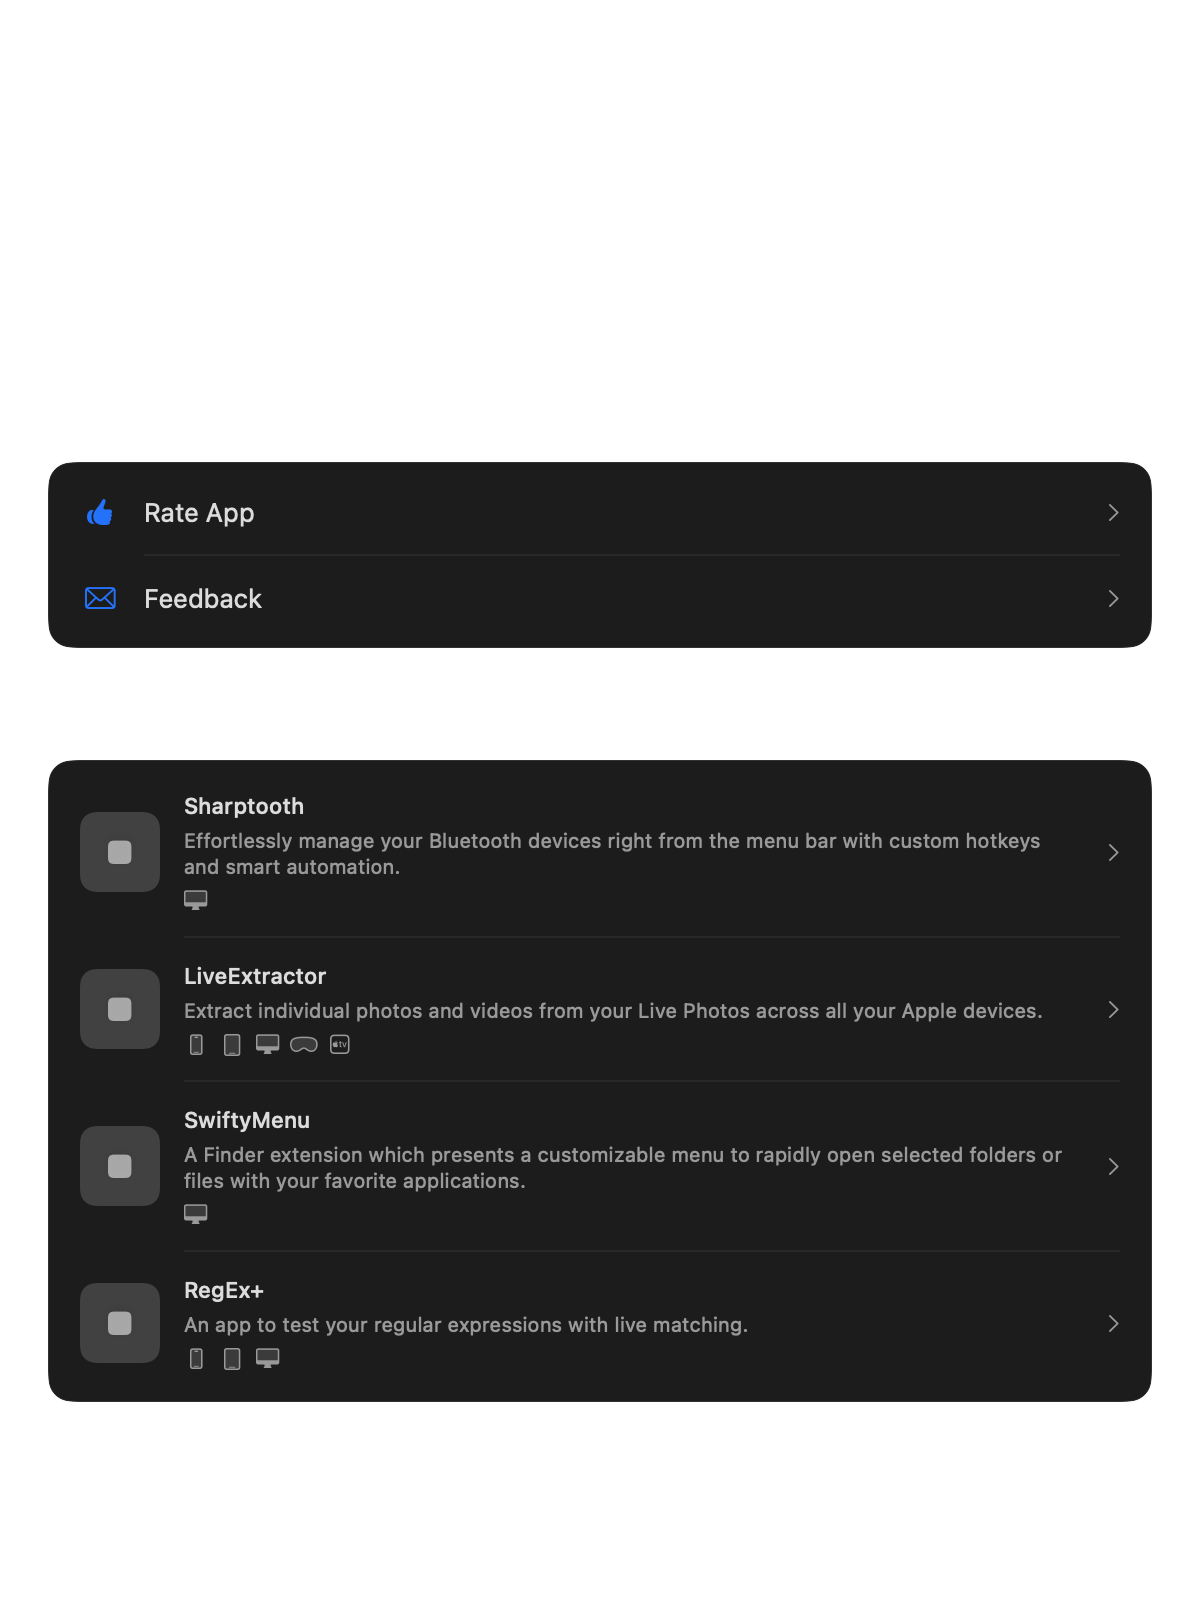 Rate App
Feedback
Sharptooth
Effortlessly manage your Bluetooth devices right from the menu bar with custom hotkeys
and smart automation.
LiveExtractor
Extract individual photos and videos from your Live Photos across all your Apple devices.
tv
SwiftyMenu
A Finder extension which presents a customizable menu to rapidly open selected folders or
files with your favorite applications.
RegEx+
An app to test your regular expressions with live matching.